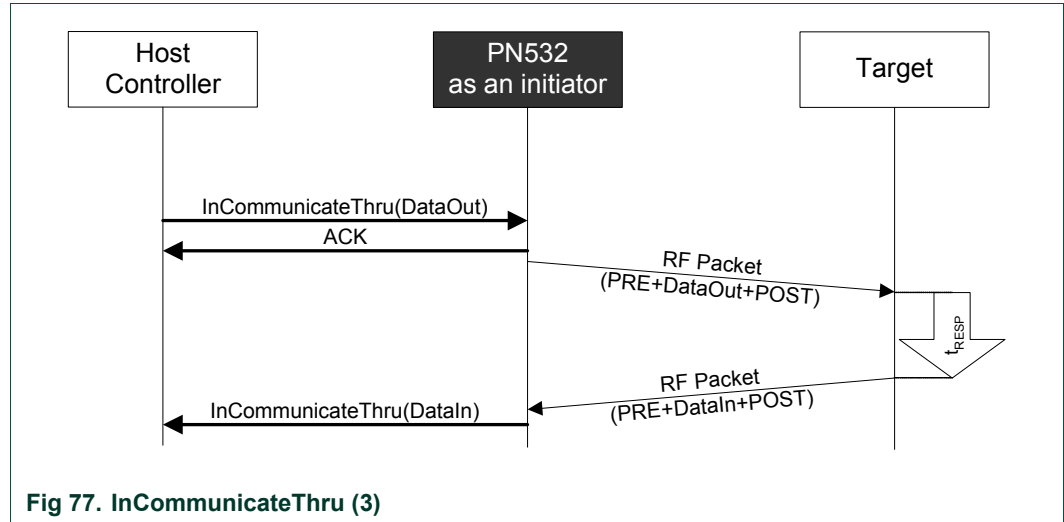 Host
Controller
PN532
as an initiator
Target
InCommunicateThru(DataOut)
ACK
RF Packet
(PRE+DataOut+POST)
tRESP
RF Packet
(PRE+DataIn+POST)
InCommunicateThru(DataIn)
Fig 77. InCommunicateThru (3)